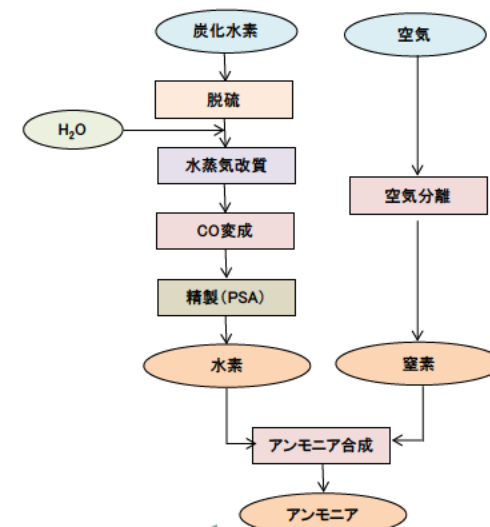 炭化水素
空気
脱硫
H₂O
水蒸気改質
空気分離
CO変成
精製(PSA)
水素
窒素
アンモニア合成
アンモニア